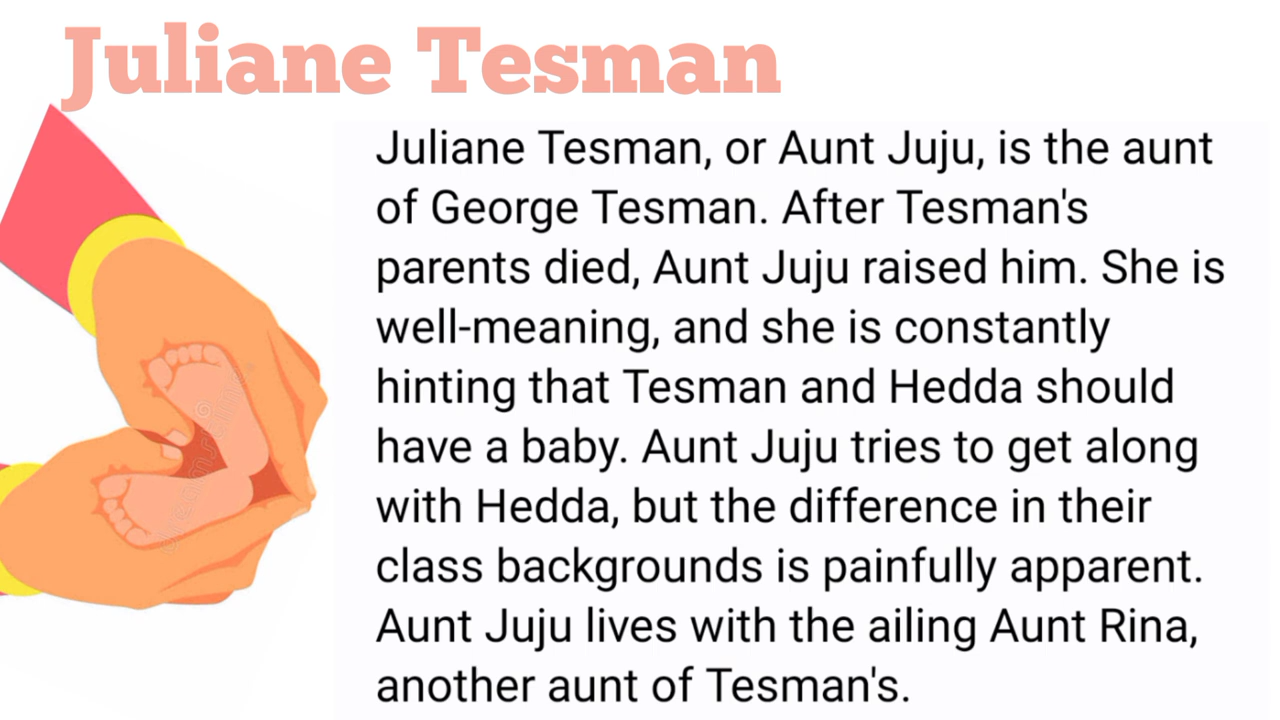 Juliane Tesman
Juliane Tesman, or Aunt Juju, is the aunt
of George Tesman. After Tesman's
parents died, Aunt Juju raised him. She is
well-meaning, and she is constantly
hinting that Tesman and Hedda should
have a baby. Aunt Juju tries to get along
with Hedda, but the difference in their
class backgrounds is painfully apparent.
Aunt Juju lives with the ailing Aunt Rina,
another aunt of Tesman's.